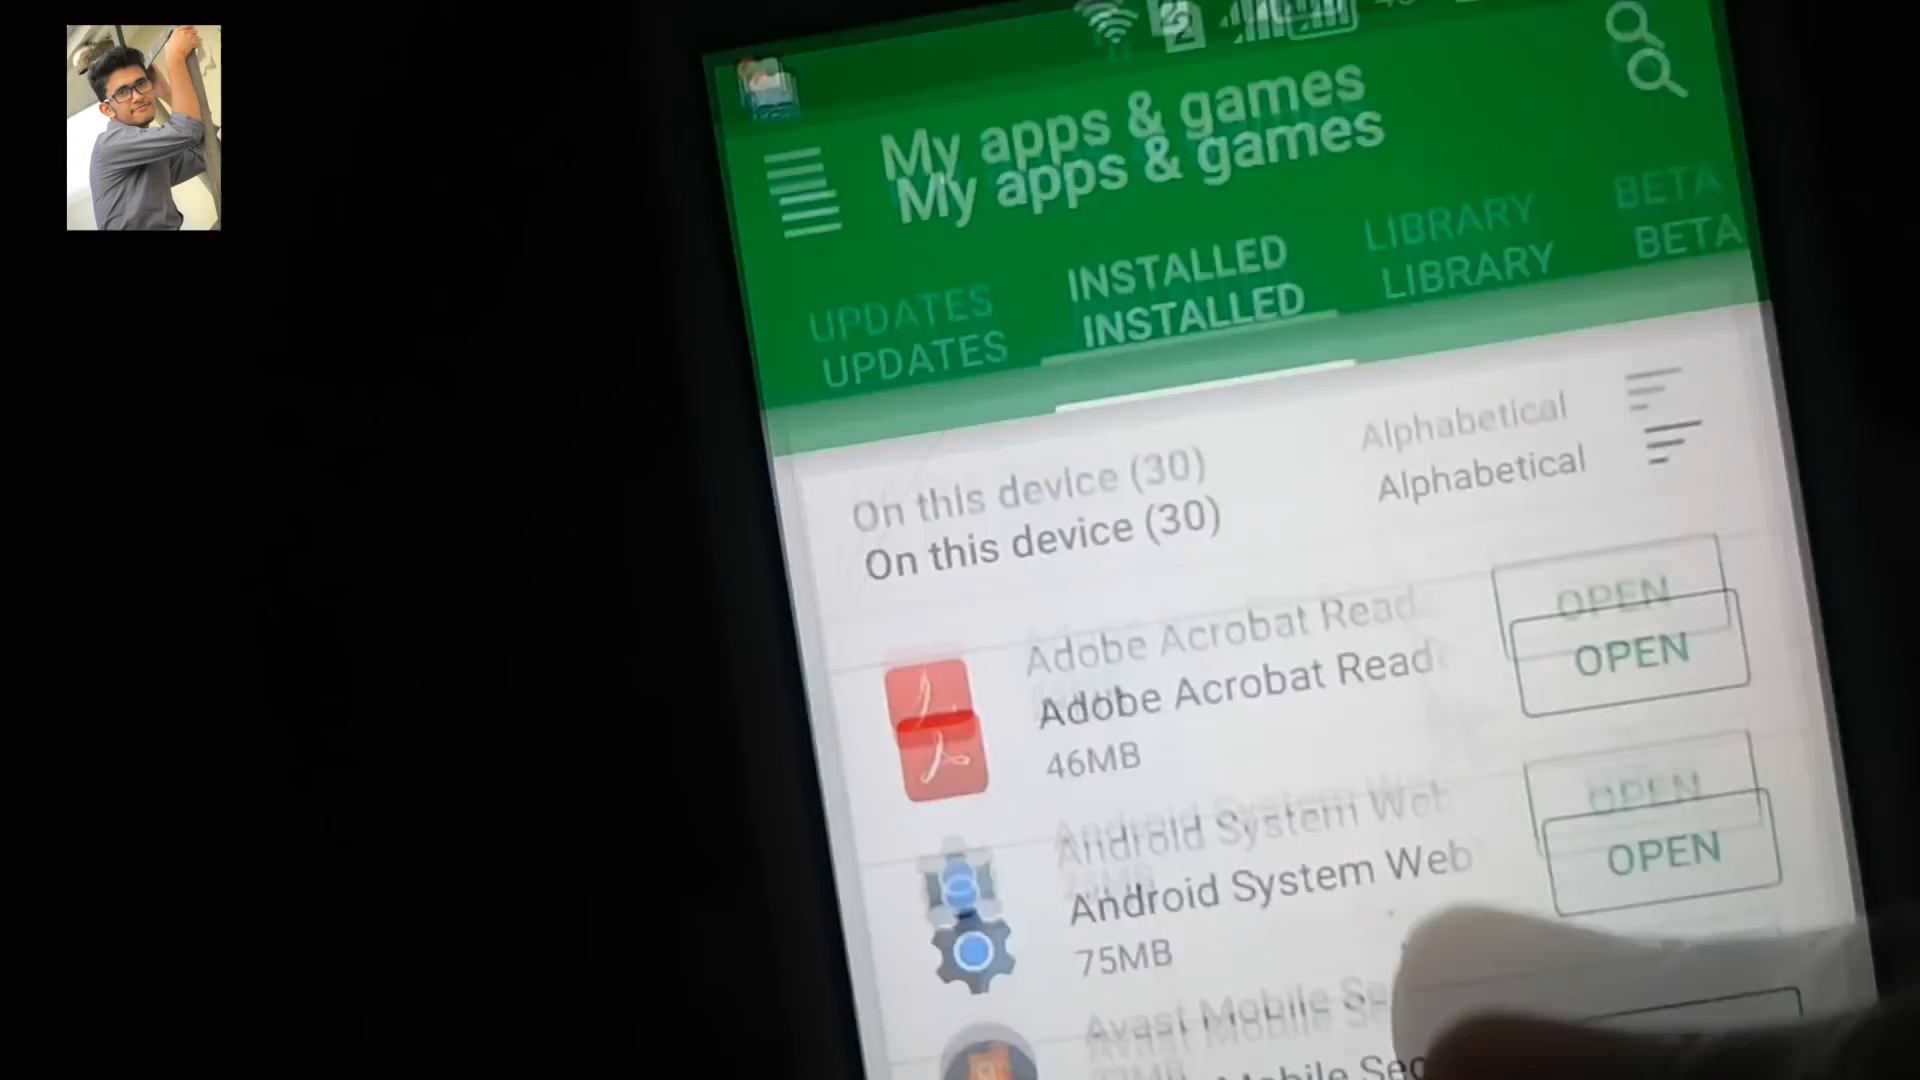 My apps & games
UPDATES INSTALLED LIBRARY BETA
On this device (30) Alphabetical
Adobe Acrobat Read
OPEN
46MB
Android System Web
OPEN
75MB
Avast Mobile Se